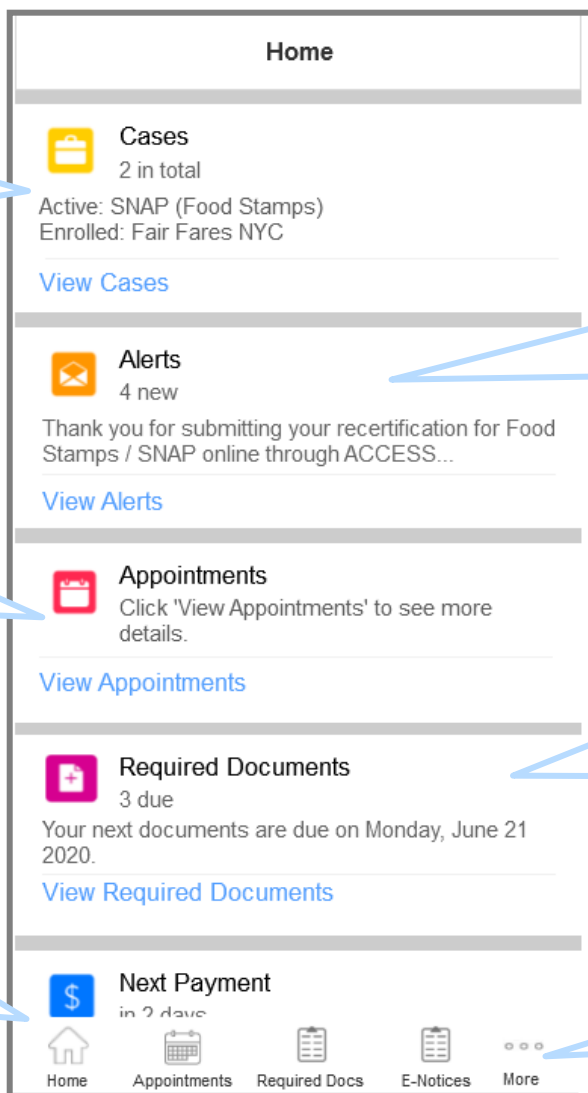 Home
Cases
2 in total
Active: SNAP (Food Stamps)
Enrolled: Fair Fares NYC
View Cases
Alerts
4 new
Thank you for submitting your recertification for Food
Stamps / SNAP online through ACCESS...
View Alerts
Appointments
Click 'View Appointments' to see more
details.
View Appointments
Required Documents
3 due
Your next documents are due on Monday, June 21
2020.
View Required Documents
$
Next Payment
in 2 days
Home Appointments Required Docs E-Notices More